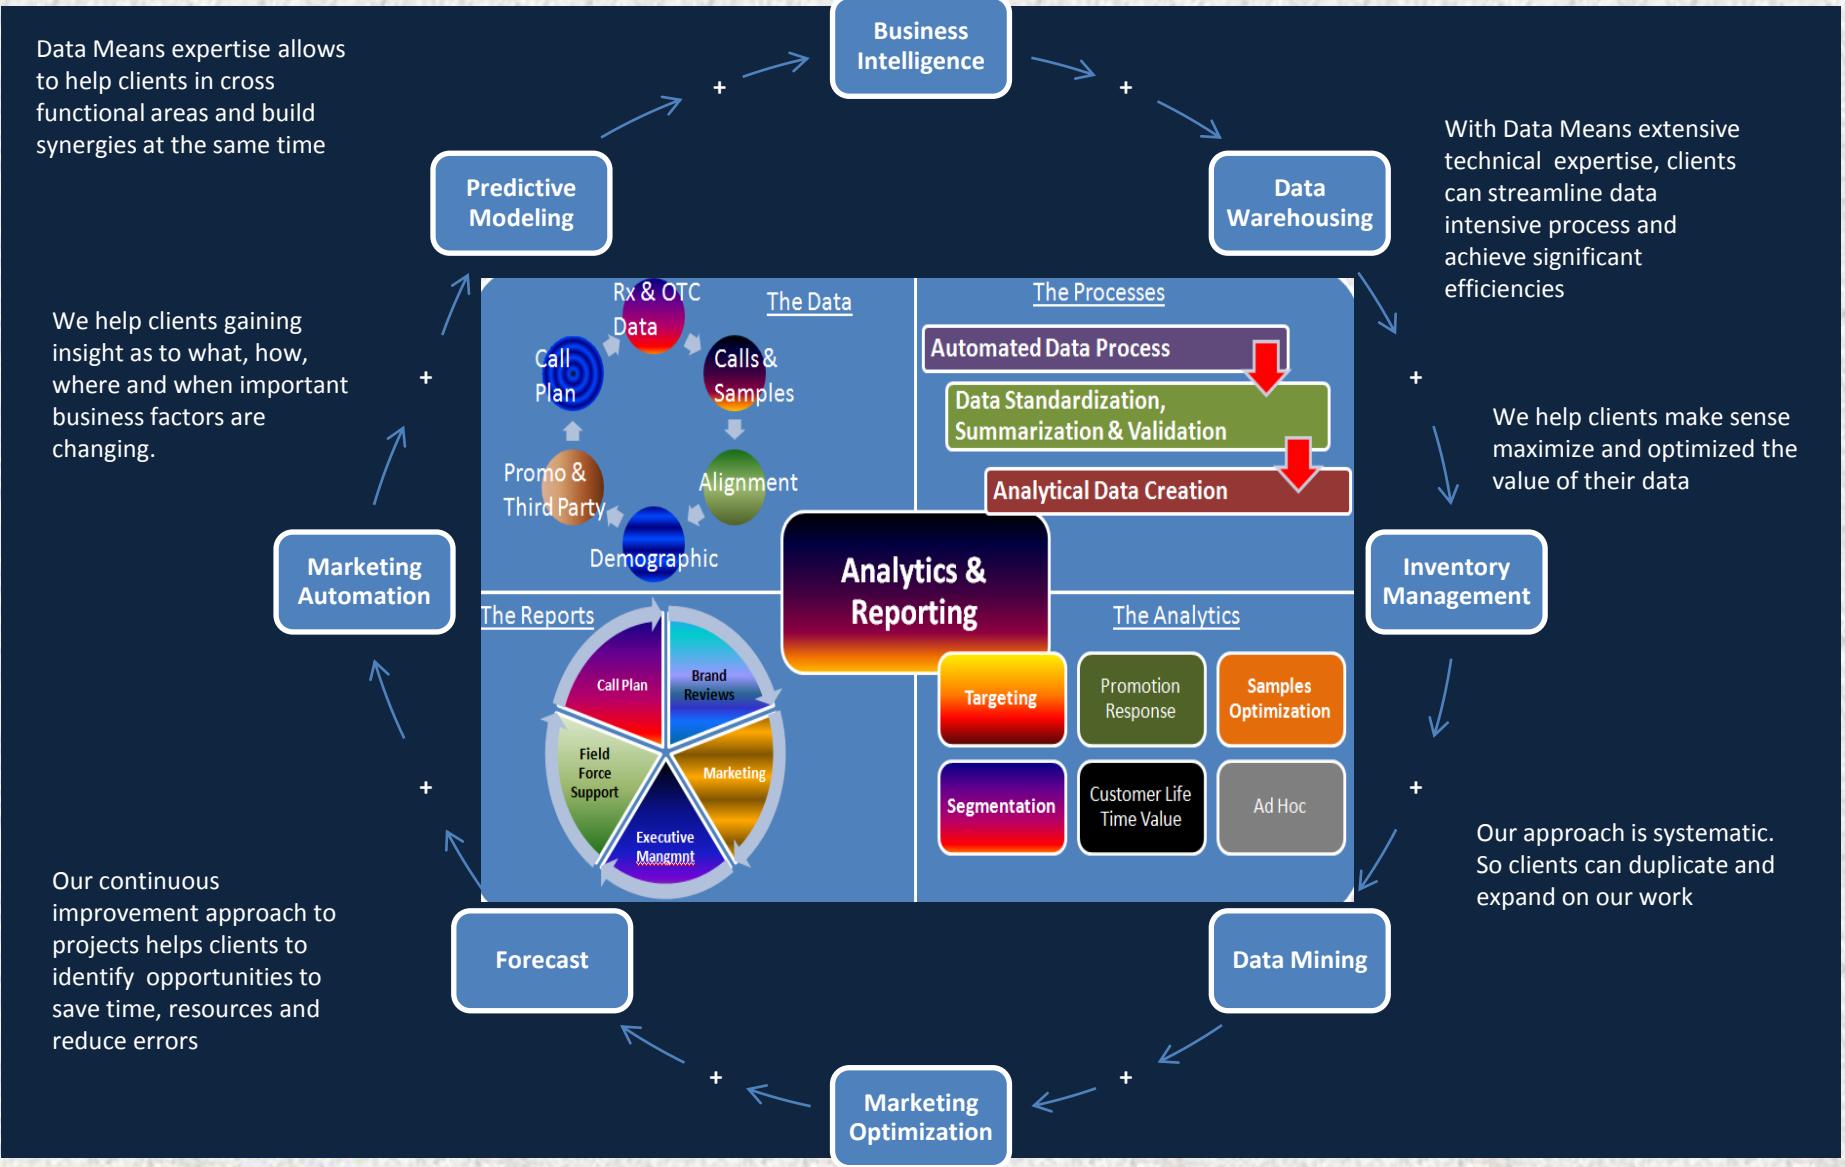 Business
Intelligence
Data Means expertise allows
to help clients in cross
functional areas and build
synergies at the same time
+
+
With Data Means extensive
technical expertise, clients
can streamline data
intensive process and
achieve significant
efficiencies
Predictive
Modeling
Data
Warehousing
We help clients gaining
insight as to what, how,
where and when important
business factors are
changing.
+
+
We help clients make sense
maximize and optimized the
value of their data
The Data
Rx & OTC
Data
Calls &
Samples
Alignment
Demographic
Promo &
Third Party
Call
Plan
The Processes
Automated Data Process
Data Standardization,
Summarization & Validation
Analytical Data Creation
Analytics &
Reporting
Marketing
Automation
Inventory
Management
The Reports
Call Plan
Brand
Reviews
Marketing
Executive
Mangmnt
Field
Force
Support
The Analytics
Targeting
Promotion
Response
Samples
Optimization
Segmentation
Customer Life
Time Value
Ad Hoc
+
+
Our approach is systematic.
So clients can duplicate and
expand on our work
Our continuous
improvement approach to
projects helps clients to
identify opportunities to
save time, resources and
reduce errors
Forecast
Data Mining
+
+
Marketing
Optimization